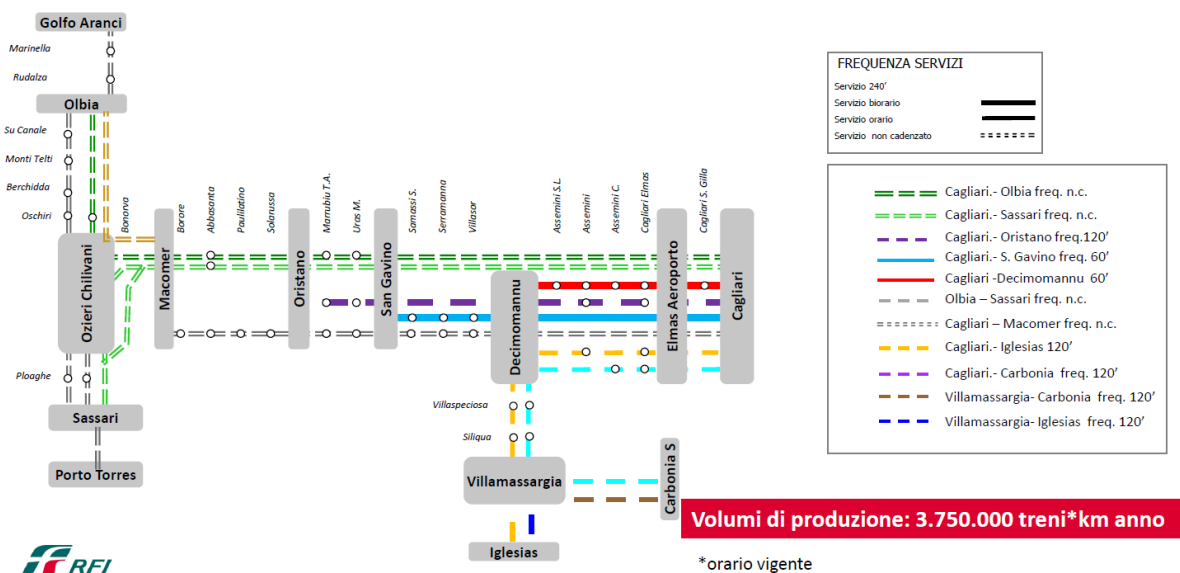 Golfo Aranci
Marinella
Rudalza
Olbia
Su Canale
Monti Telti
Berchidda
Oschiri
Ozieri Chilivani
Bonorva
Macomer
Borore
Abbasanta
Paulilatino
Solarussa
Oristano
Marrubiu T.A.
Uras M.
San Gavino
Samassi S.
Serramanna
Villasor
Decimomannu
Assemini S.L.
Assemini
Assemini C.
Cagliari Elmas
Elmas Aeroporto
Cagliari S. Gilla
Cagliari
Ploaghe
Sassari
Porto Torres
Villaspeciosa
Siliqua
Villamassargia
Carbonia S
Iglesias
FREQUENZA SERVIZI
Servizio 240'
Servizio biorario
Servizio orario
Servizio non cadenzato
Cagliari.- Olbia freq. n.c.
Cagliari.- Sassari freq. n.c.
Cagliari.- Oristano freq.120'
Cagliari.- S. Gavino freq. 60'
Cagliari -Decimomannu 60'
Olbia – Sassari freq. n.c.
Cagliari – Macomer freq. n.c.
Cagliari.- Iglesias 120'
Cagliari.- Carbonia freq. 120'
Villamassargia- Carbonia freq. 120'
Villamassargia- Iglesias freq. 120'
Volumi di produzione: 3.750.000 treni*km anno
*orario vigente
RFI